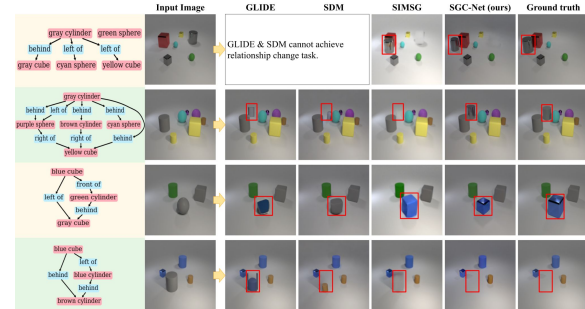 Input Image GLIDE SDM SIMSG SGC-Net (ours) Ground truth
gray cylinder green sphere
behind left of left of
gray cube cyan sphere yellow cube
GLIDE & SDM cannot achieve
relationship change task.
gray cylinder
behind left of behind behind
purple sphere brown cylinder cyan sphere
right of right of behind
yellow cube
blue cube
front of
left of green cylinder
behind
gray cube
blue cube
left of
behind blue cylinder
behind
brown cylinder